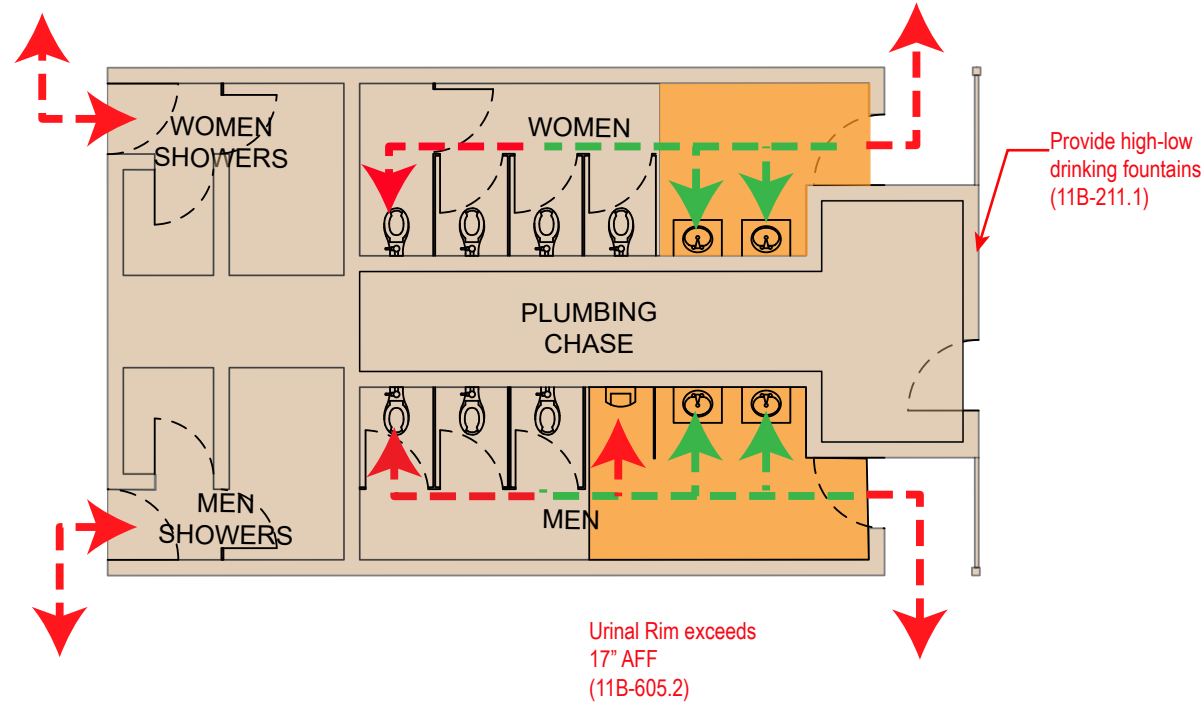 WOMEN
SHOWERS
WOMEN
Provide high-low
drinking fountains
(11B-211.1)
PLUMBING
CHASE
MEN
SHOWERS
MEN
Urinal Rim exceeds
17” AFF
(11B-605.2)